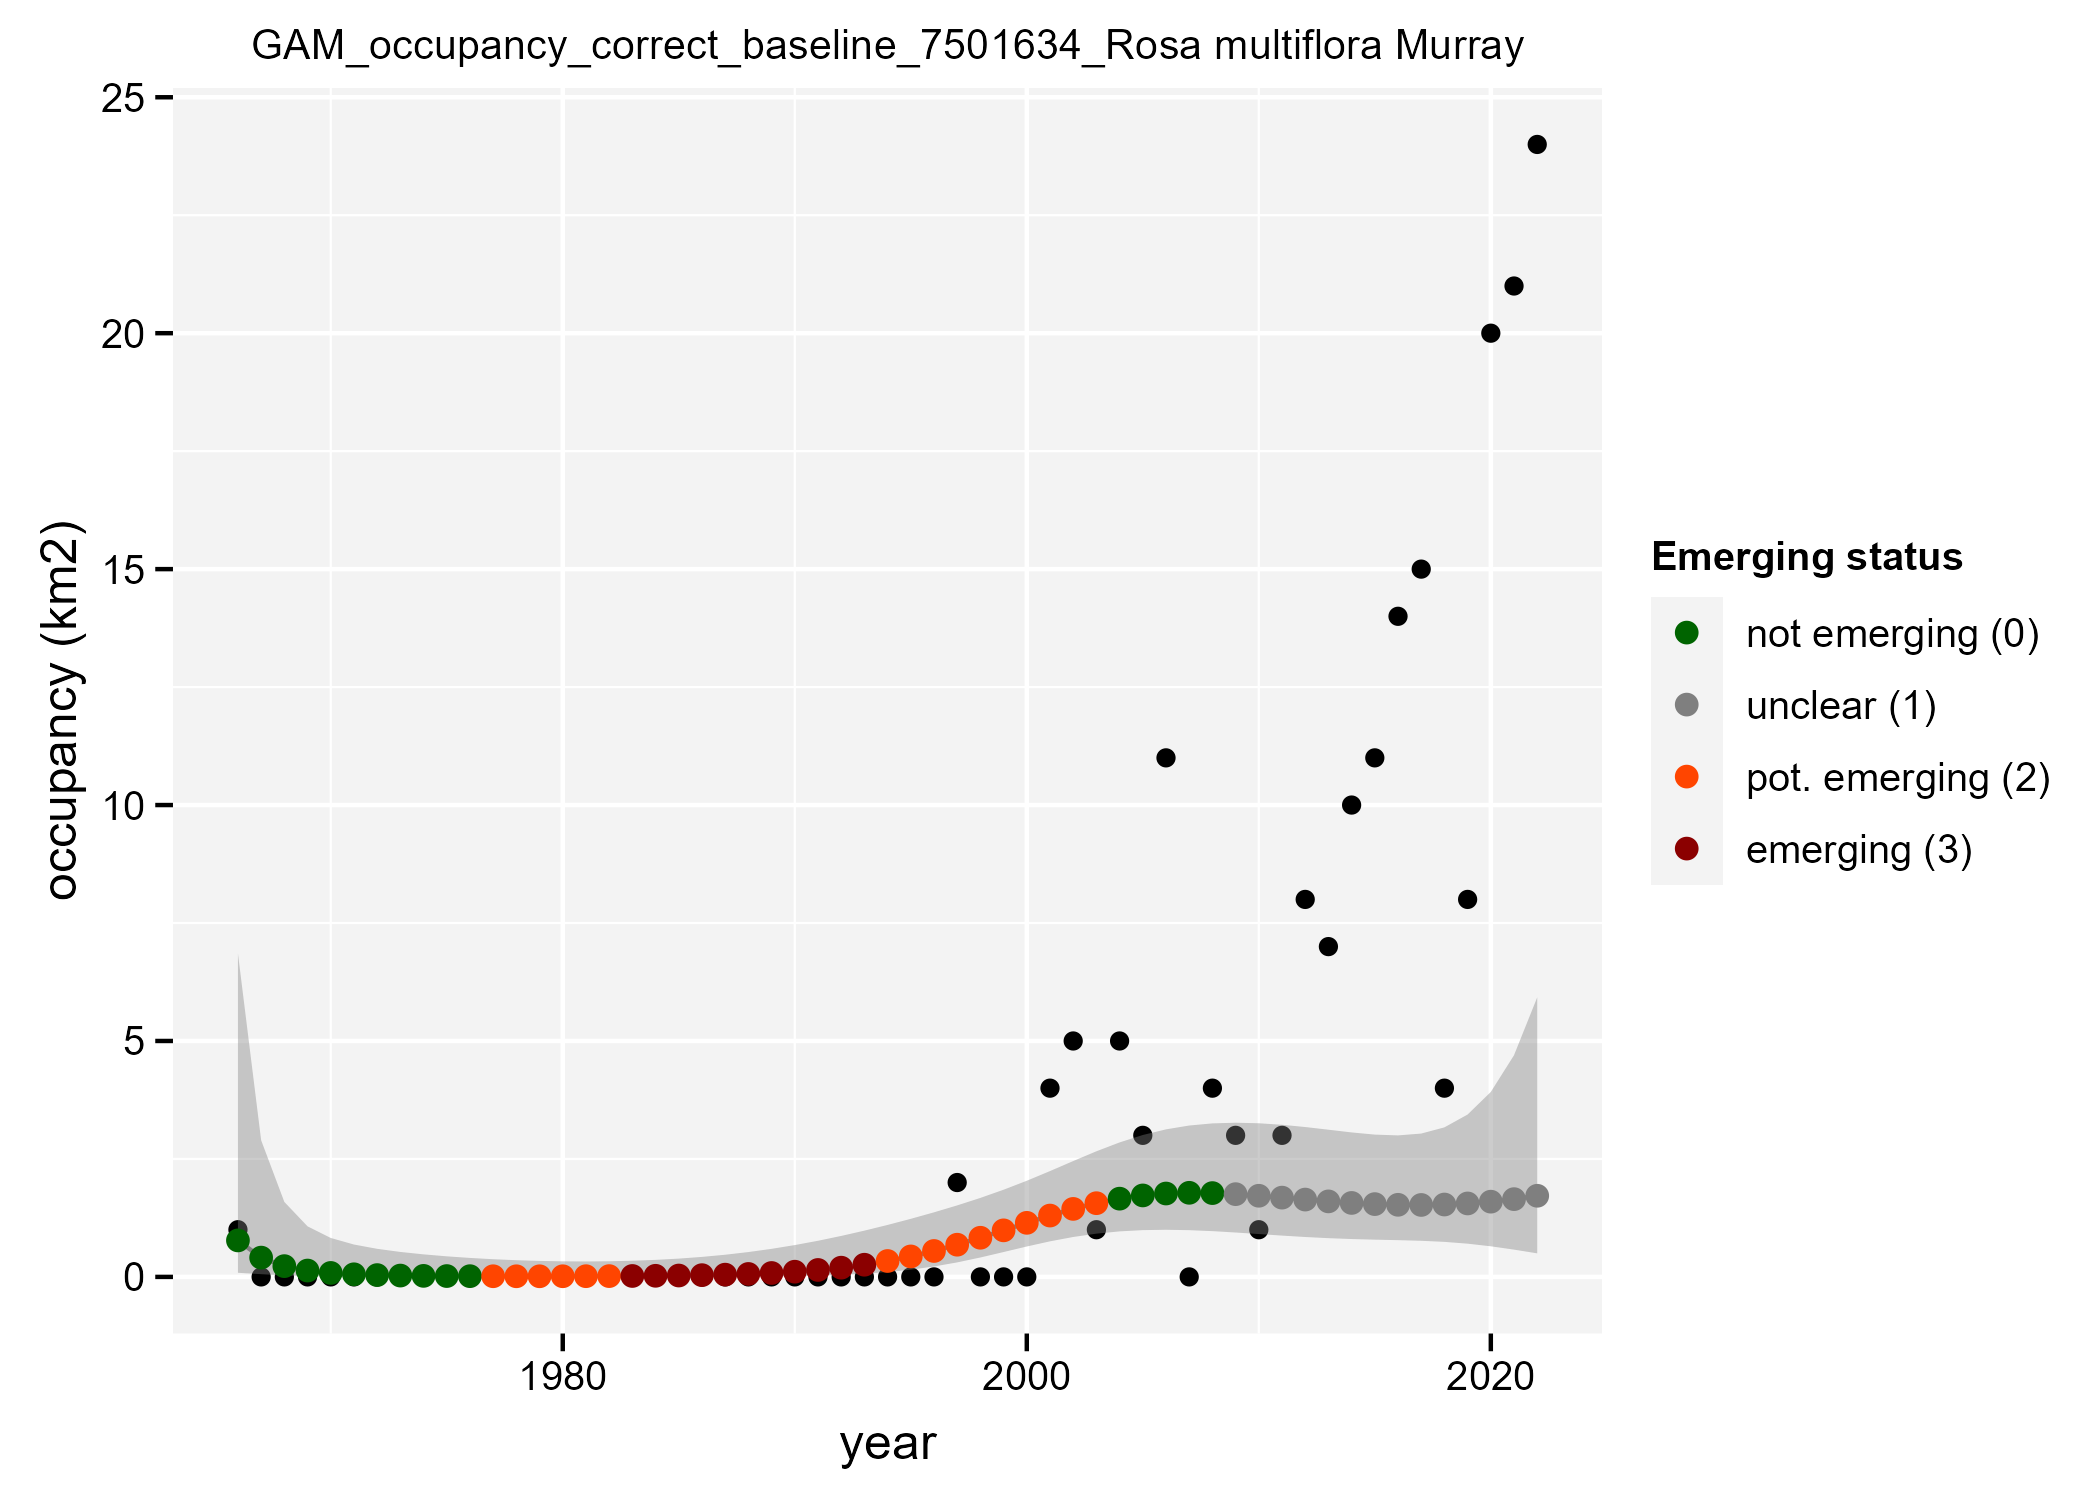 GAM_occupancy_correct_baseline_7501634_Rosa multiflora Murray
25
20
15
10
5
0
occupancy (km2)
1980
2000
2020
year
Emerging status
not emerging (0)
unclear (1)
pot. emerging (2)
emerging (3)